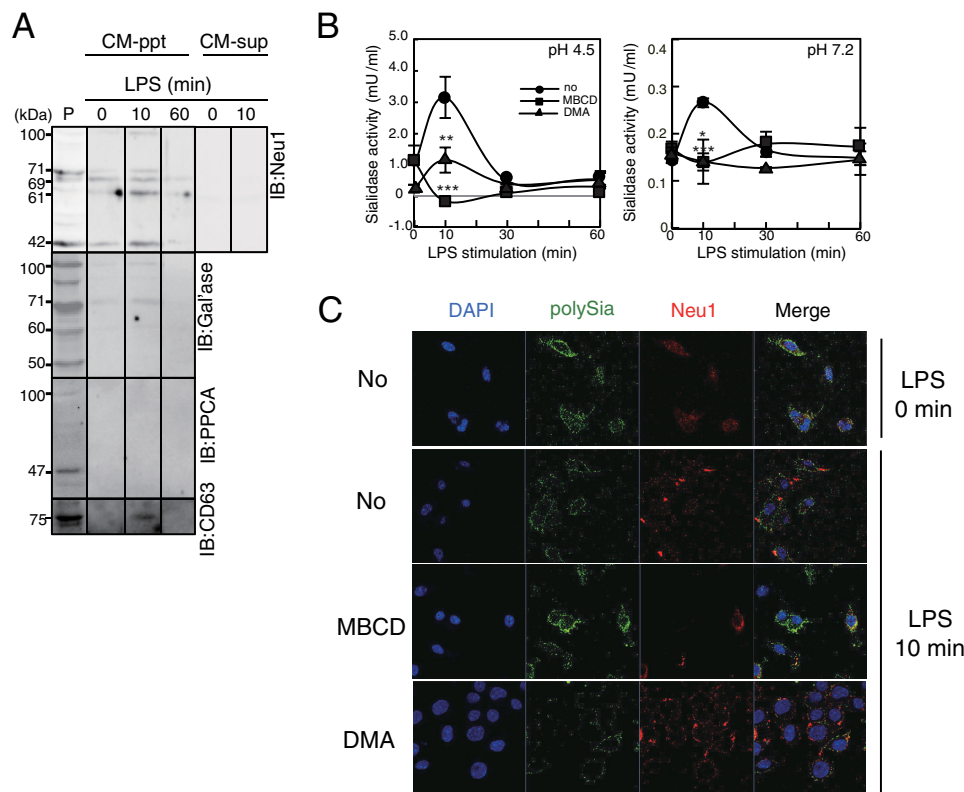 A
CM-ppt CM-sup
LPS (min)
(kDa) P 0 10 60 0 10
100
71
69
61
42
IB:Neu1
100
71
60
50
IB:Gal'ase
100
47
IB:PPCA
75
IB:CD63
B
pH 4.5
Sialidase activity (mU /ml)
5.0
4.0
3.0
2.0
1.0
0
-1.0
no
MBCD
DMA
**
***
0 10 30 60
LPS stimulation (min)
pH 7.2
Sialidase activity (mU/ml)
0.4
0.3
0.2
0.1
0
*
***
0 10 30 60
LPS stimulation (min)
C
DAPI polySia Neu1 Merge
No
LPS
0 min
No
MBCD
DMA
LPS
10 min